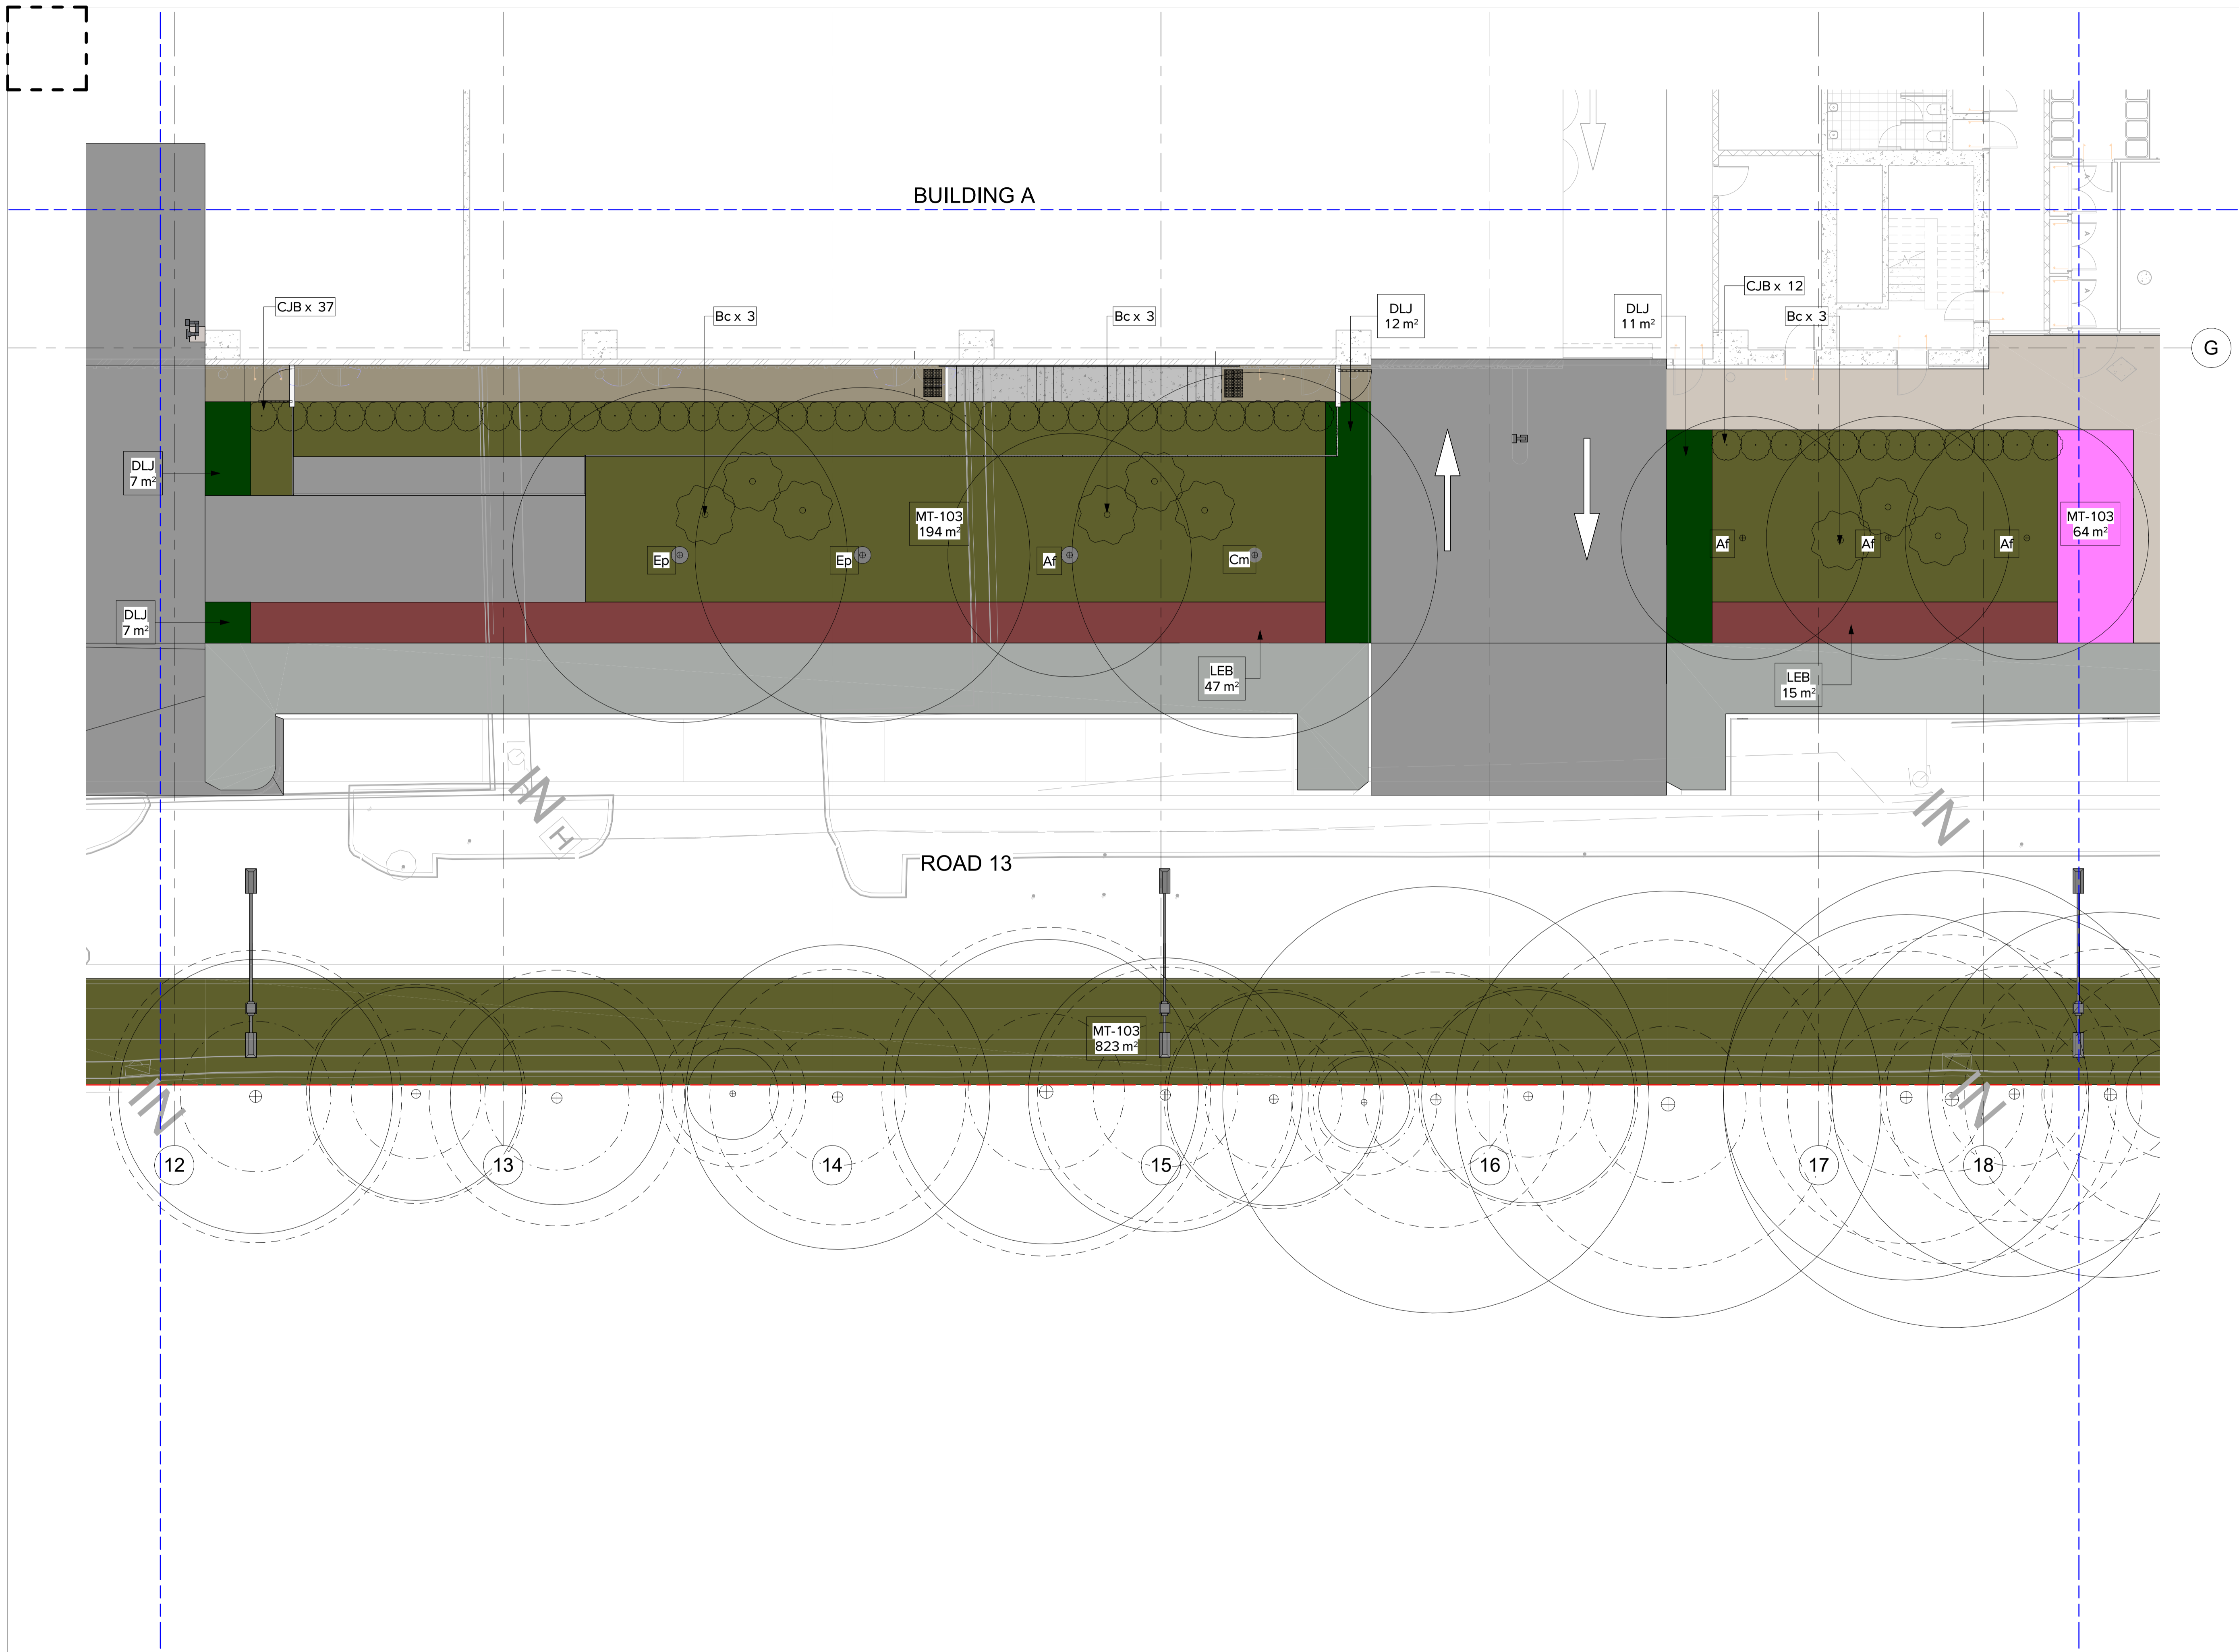 BUILDING A
CJB x 37
Bc x 3
Bc x 3
DLJ
12 m²
DLJ
11 m²
CJB x 12
Bc x 3
G
DLJ
7 m²
MT-103
194 m²
MT-103
64 m²
Ep
Ep
Af
Cm
Af
Af
Af
DLJ
7 m²
LEB
47 m²
LEB
15 m²
IN
H
IN
ROAD 13
MT-103
823 m²
IN
IN
12
13
14
15
16
17
18